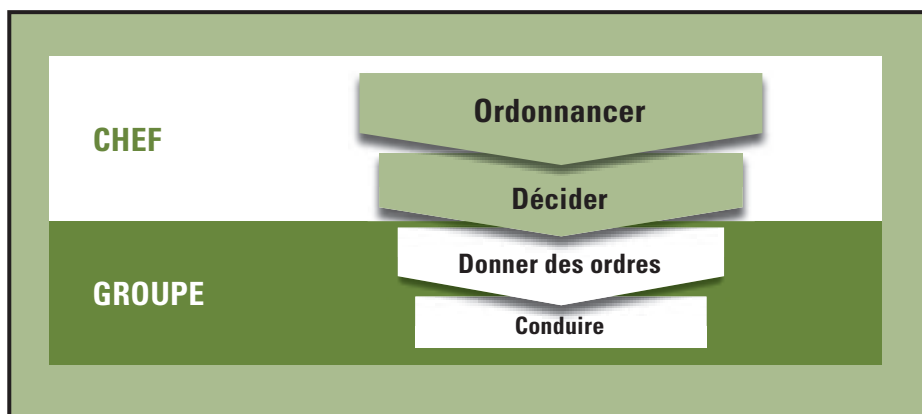 CHEF
Ordonnancer
Décider
GROUPE
Donner des ordres
Conduire